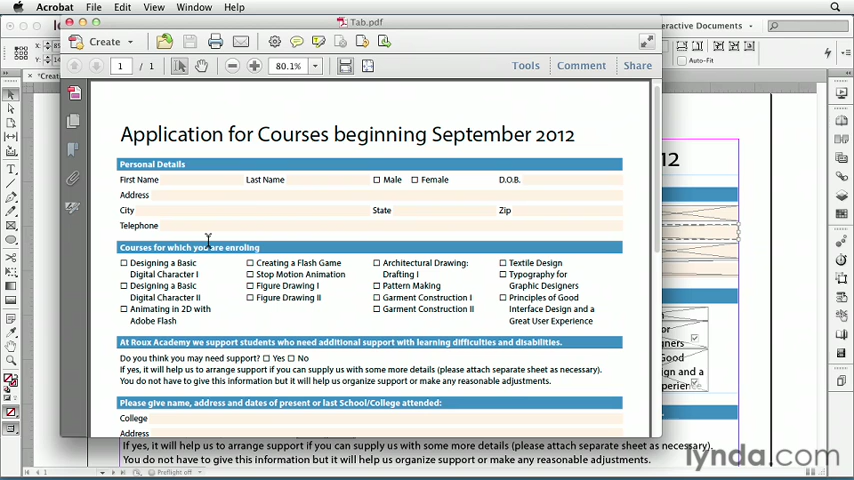 Acrobat File Edit View Window Help
Tab.pdf
Create
teractive Documents
1 / 1 80.1% Tools Comment Share
Application for Courses beginning September 2012
Personal Details
First Name Last Name Male Female D.O.B.
Address
City State Zip
Telephone
Courses for which you are enroling
Designing a Basic
Digital Character I
Designing a Basic
Digital Character II
Animating in 2D with
Adobe Flash
Creating a Flash Game
Stop Motion Animation
Figure Drawing I
Figure Drawing II
Architectural Drawing:
Drafting I
Pattern Making
Garment Construction I
Garment Construction II
Textile Design
Typography for
Graphic Designers
Principles of Good
Interface Design and a
Great User Experience
At Roux Academy we support students who need additional support with learning difficulties and disabilities.
Do you think you may need support? Yes No
If yes, it will help us to arrange support if you can supply us with some more details (please attach separate sheet as necessary).
You do not have to give this information but it will help us organize support or make any reasonable adjustments.
Please give name, address and dates of present or last School/College attended:
College
Address
12
or
gners
Good
ign and a
perience
If yes, it will help us to arrange support if you can supply us with some more details (please attach separate sheet as necessary).
You do not have to give this information but it will help us organize support or make any reasonable adjustments.
Preflight off
lynda.com